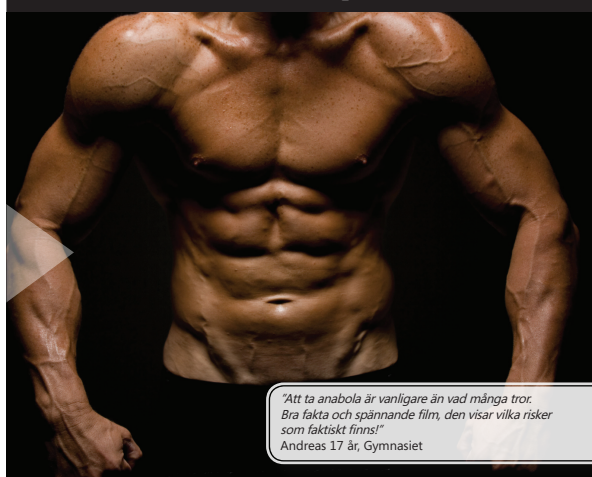 "Att ta anabola är vanligare än vad många tror.
Bra fakta och spännande film, den visar vilka risker
som faktiskt finns!"
Andreas 17 år, Gymnasiet